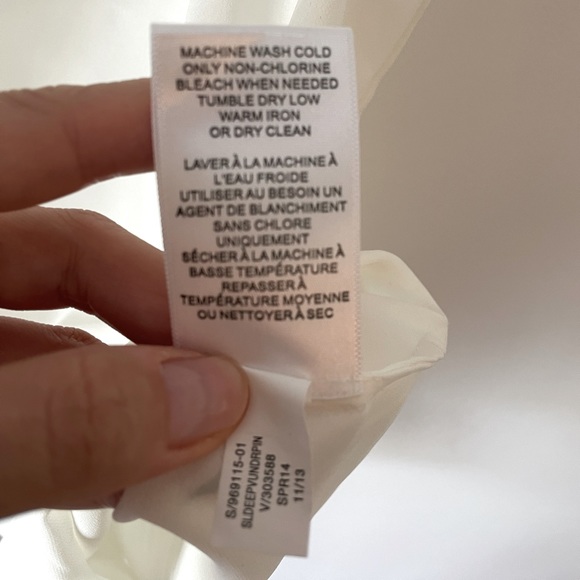 MACHINE WASH COLD
ONLY NON-CHLORINE
BLEACH WHEN NEEDED
TUMBLE DRY LOW
WARM IRON
OR DRY CLEAN
LAVER À LA MACHINE À
L'EAU FROIDE
UTILISER AU BESOIN UN
AGENT DE BLANCHIMENT
SANS CHLORE
UNIQUEMENT
SÉCHER À LA MACHINE À
BASSE TEMPÉRATURE
REPASSER À
TEMPÉRATURE MOYENNE
OU NETTOYER À SEC
S/969115-01
SLDEEPVUNDRPIN
V/303588
SPR14
11/13